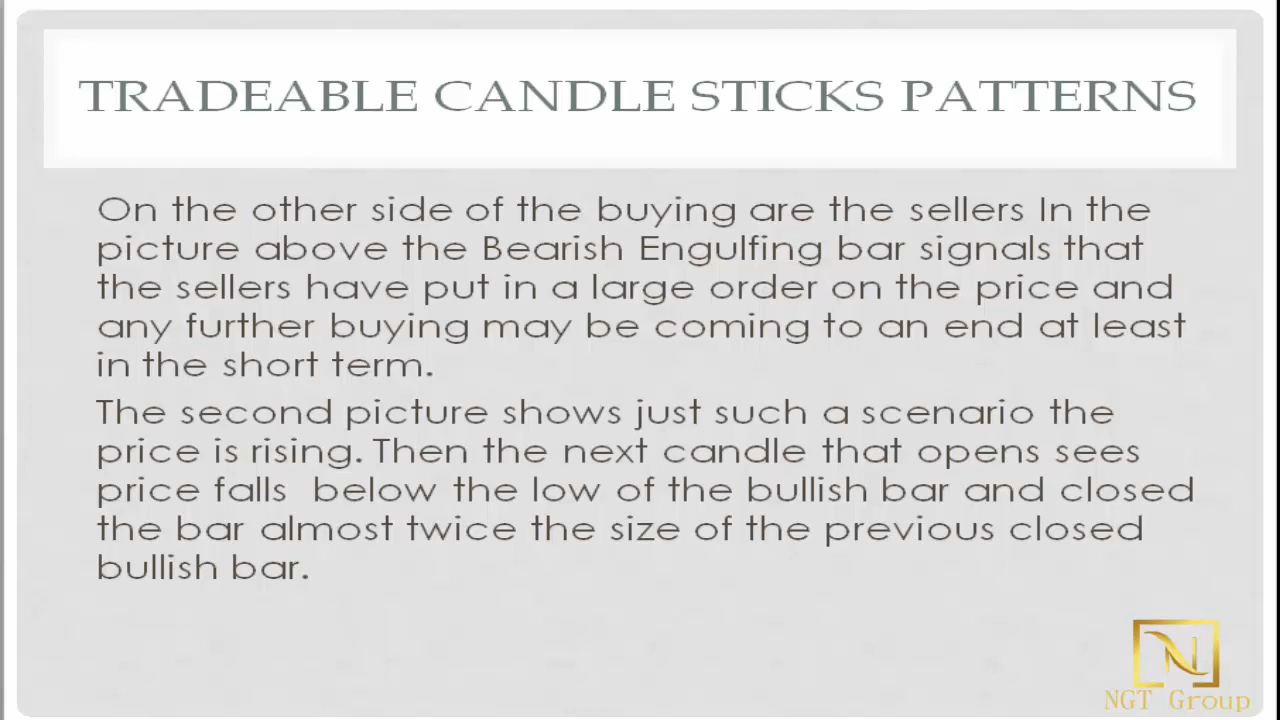 TRADEABLE CANDLE STICKS PATTERNS
On the other side of the buying are the sellers In the
picture above the Bearish Engulfing bar signals that
the sellers have put in a large order on the price and
any further buying may be coming to an end at least
in the short term.
The second picture shows just such a scenario the
price is rising. Then the next candle that opens sees
price falls  below the low of the bullish bar and closed
the bar almost twice the size of the previous closed
bullish bar.
NGT Group